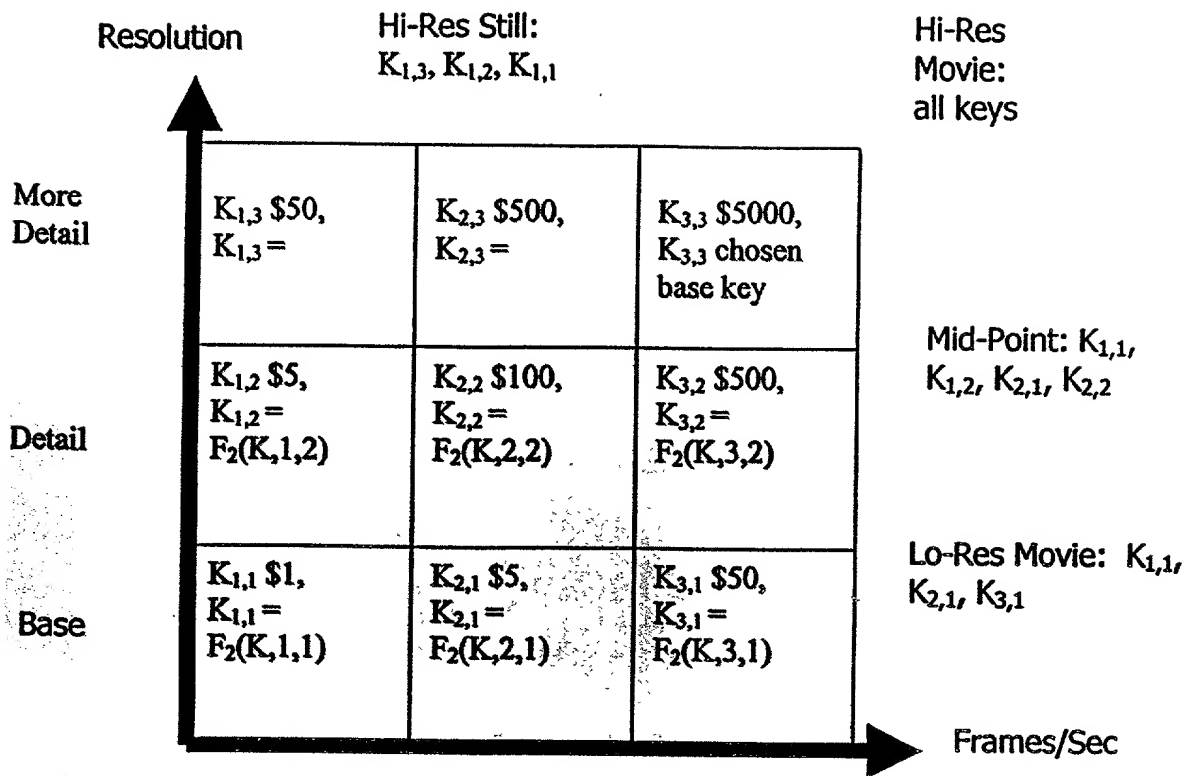 Resolution
Hi-Res Still:
K1,3, K1,2, K1,1
Hi-Res
Movie:
all keys
More
Detail
K1,3 $50,
K1,3=
K2,3 $500,
K2,3=
K3,3 $5000,
K3,3 chosen
base key
Mid-Point: K1,1,
K1,2, K2,1, K2,2
Detail
K1,2 $5,
K1,2=
F2(K,1,2)
K2,2 $100,
K2,2=
F2(K,2,2)
K3,2 $500,
K3,2=
F2(K,3,2)
Lo-Res Movie: K1,1,
K2,1, K3,1
Base
K1,1 $1,
K1,1=
F2(K,1,1)
K2,1 $5,
K2,1=
F2(K,2,1)
K3,1 $50,
K3,1=
F2(K,3,1)
Frames/Sec